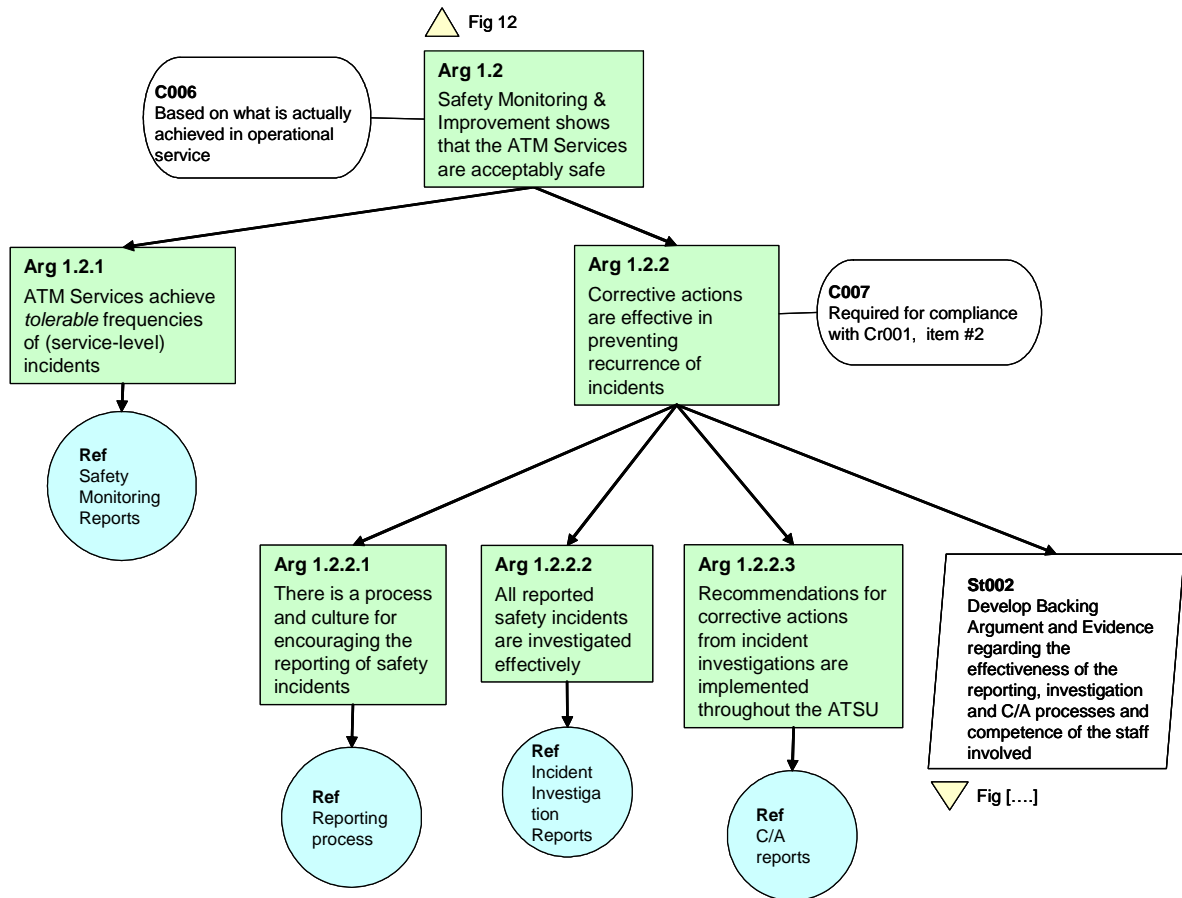 Fig 12
Arg 1.2
Safety Monitoring &
Improvement shows
that the ATM Services
are acceptably safe
C006
Based on what is actually
achieved in operational
service
Arg 1.2.1
ATM Services achieve
tolerable frequencies
of (service-level)
incidents
Arg 1.2.2
Corrective actions
are effective in
preventing
recurrence of
incidents
C007
Required for compliance
with Cr001, item #2
Ref
Safety
Monitoring
Reports
Arg 1.2.2.1
There is a process
and culture for
encouraging the
reporting of safety
incidents
Arg 1.2.2.2
All reported
safety incidents
are investigated
effectively
Arg 1.2.2.3
Recommendations for
corrective actions
from incident
investigations are
implemented
throughout the ATSU
St002
Develop Backing
Argument and Evidence
regarding the
effectiveness of the
reporting, investigation
and C/A processes and
competence of the staff
involved
Ref
Reporting
process
Ref
Incident
Investiga
tion
Reports
Ref
C/A
reports
Fig [....]